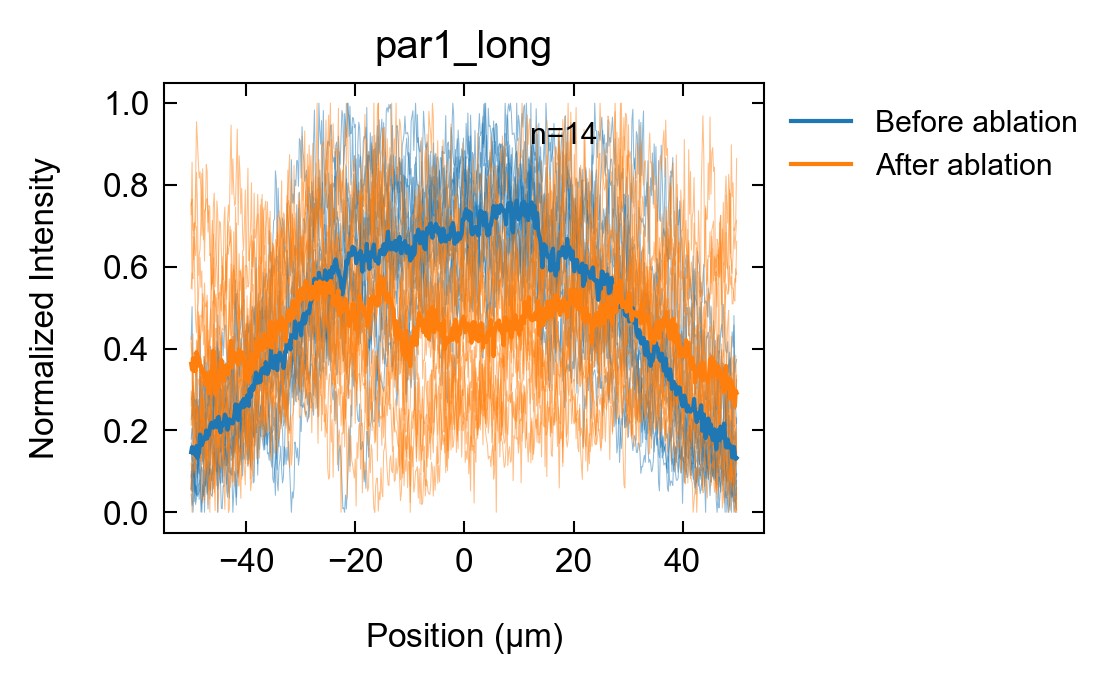 par1_long
1.0
0.8
0.6
0.4
0.2
0.0
Normalized Intensity
n=14
Before ablation
After ablation
−40
−20
0
20
40
Position (µm)